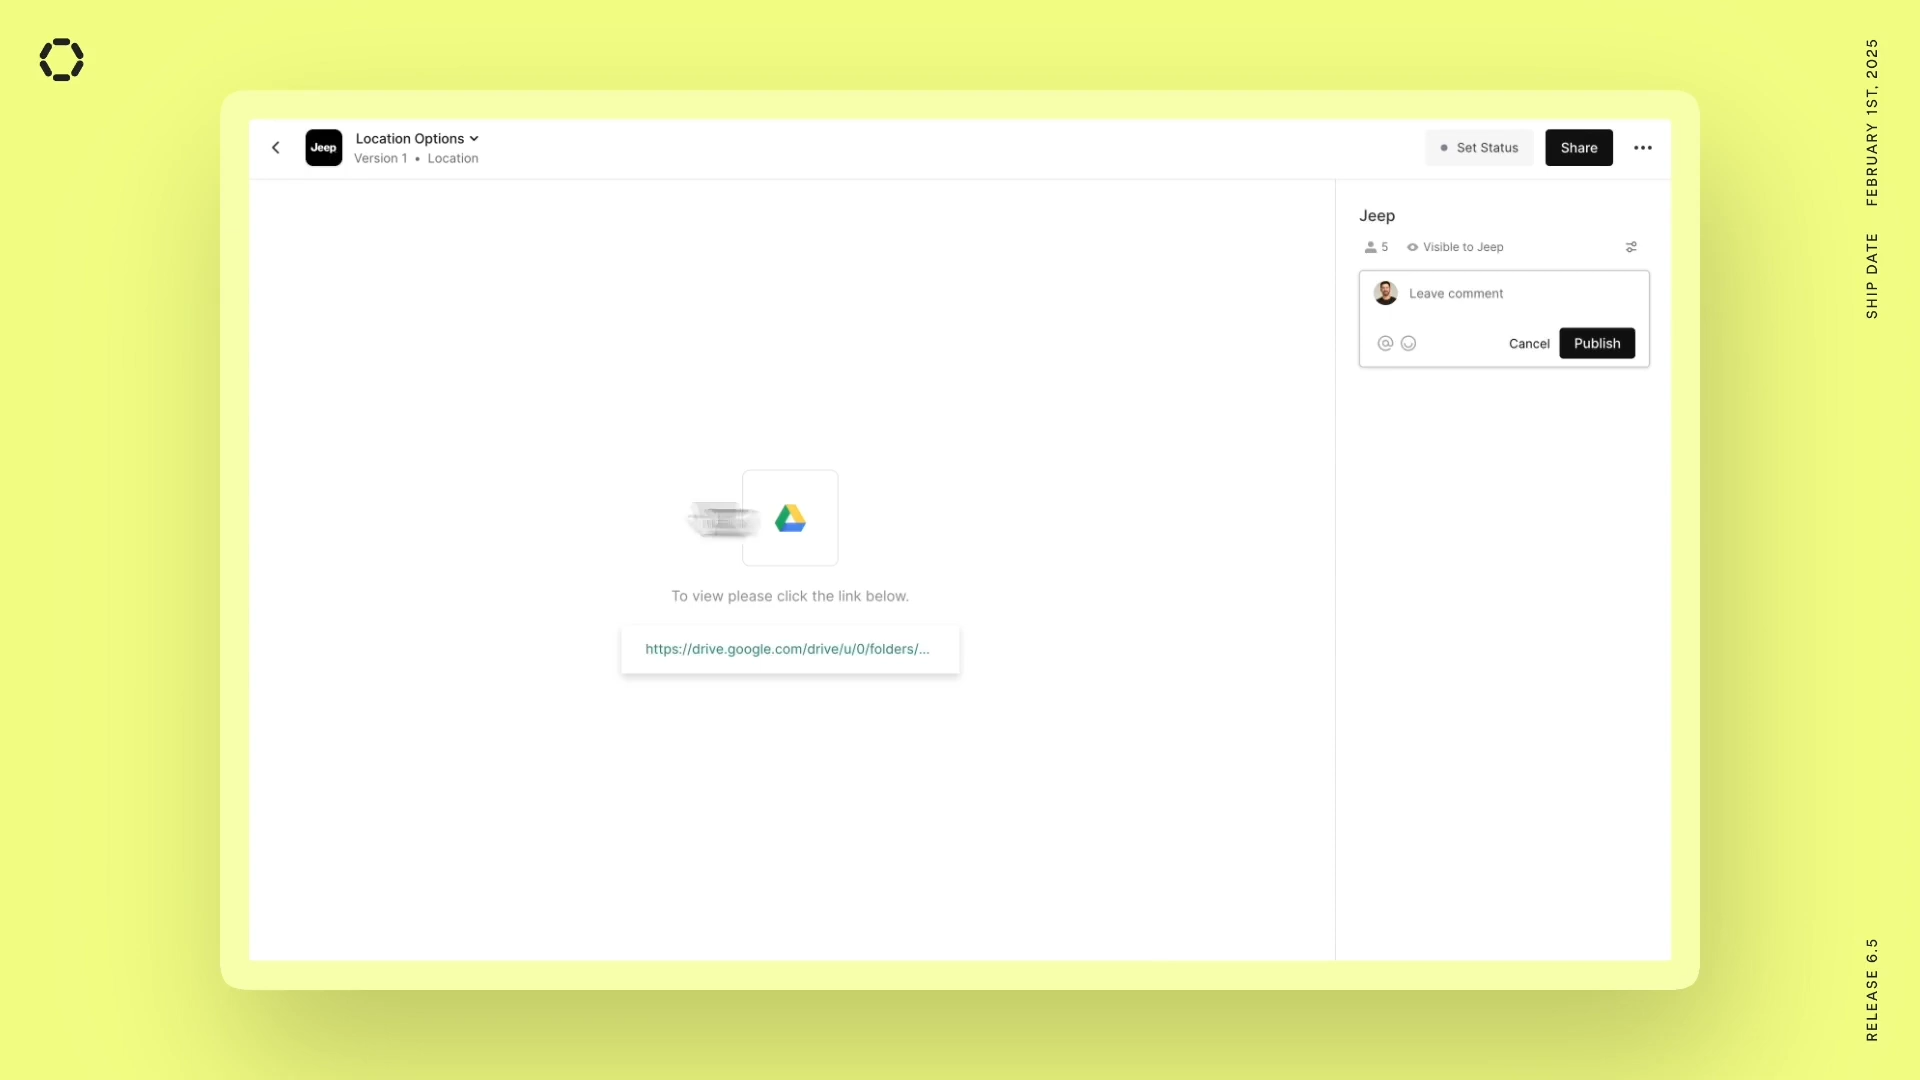 Jeep
Location Options
Version 1 • Location
Set Status
Share
Jeep
5
Visible to Jeep
Leave comment
Cancel
Publish
To view please click the link below.
https://drive.google.com/drive/u/0/folders/...
SHIP DATE FEBRUARY 1ST, 2025
RELEASE 6.5